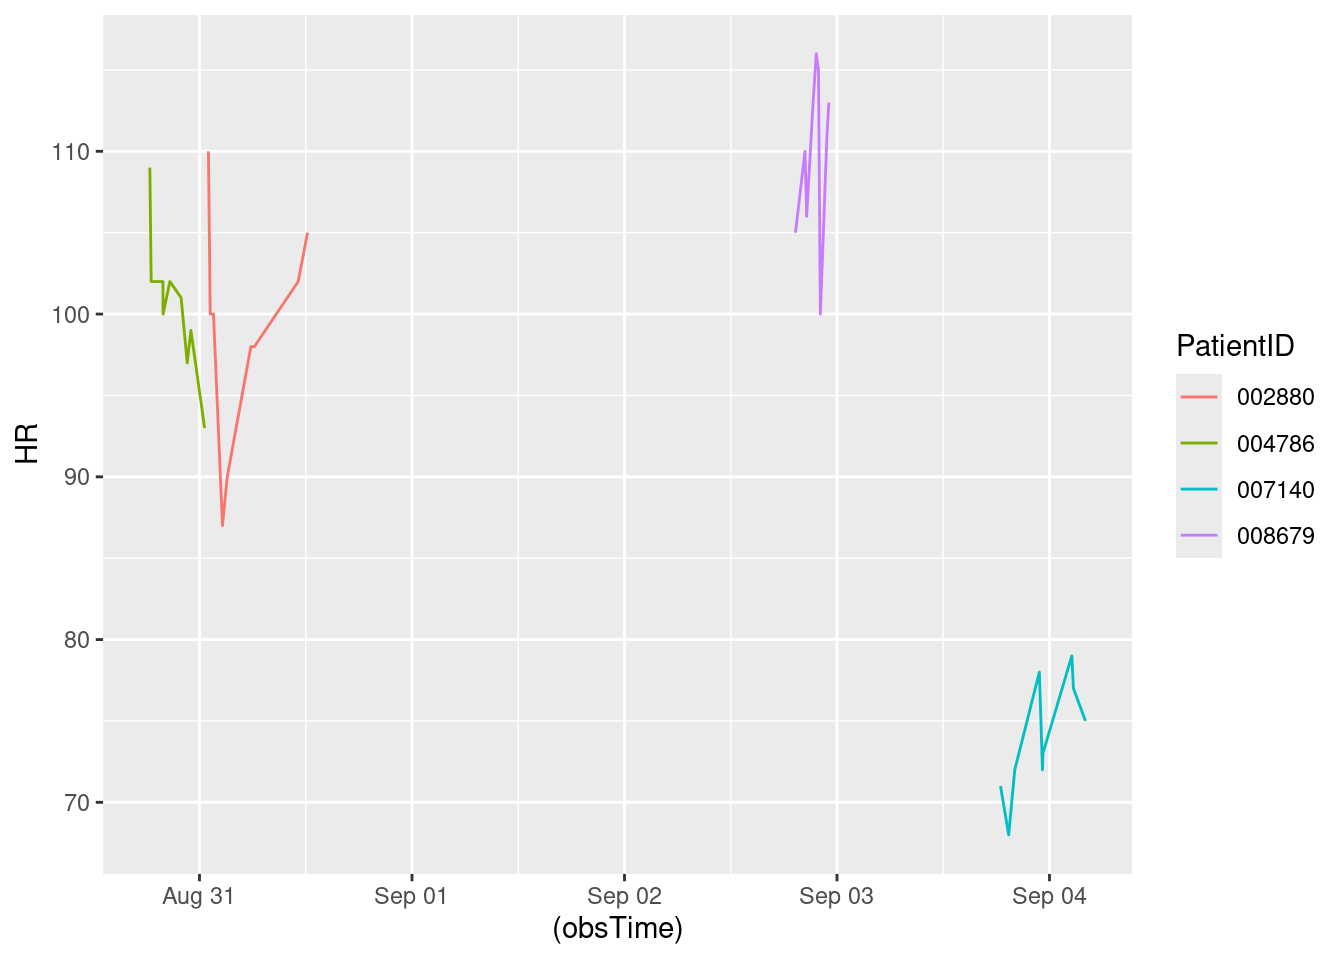 HR
110
100
90
80
70
Aug 31
Sep 01
Sep 02
Sep 03
Sep 04
(obsTime)
PatientID
002880
004786
007140
008679